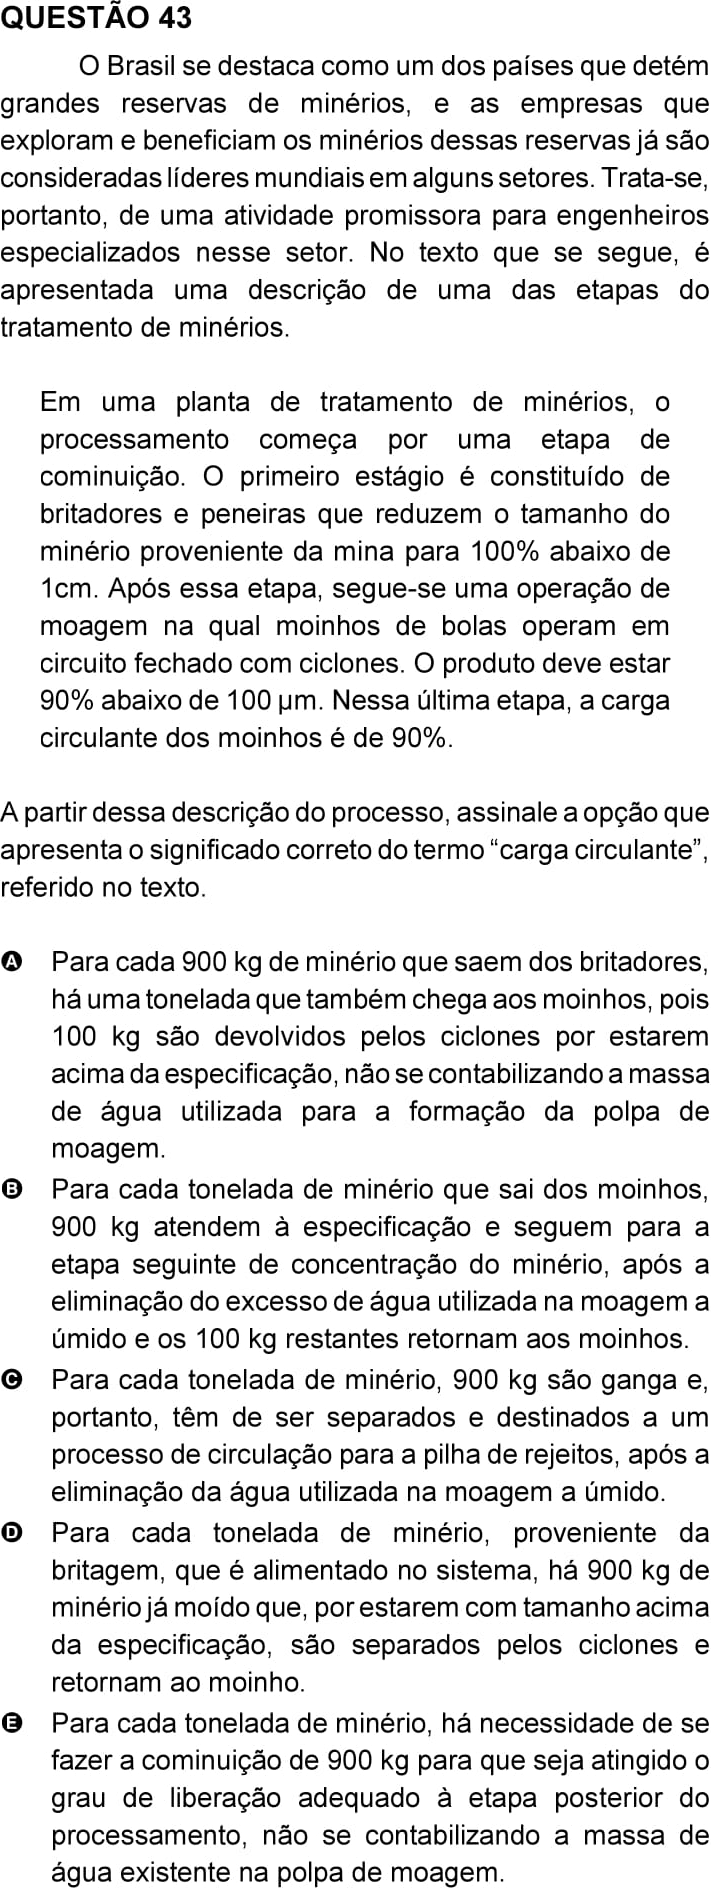 QUESTÃO 43
O Brasil se destaca como um dos países que detém
grandes reservas de minérios, e as empresas que
exploram e beneficiam os minérios dessas reservas já são
consideradas líderes mundiais em alguns setores. Trata-se,
portanto, de uma atividade promissora para engenheiros
especializados nesse setor. No texto que se segue, é
apresentada uma descrição de uma das etapas do
tratamento de minérios.
Em uma planta de tratamento de minérios, o
processamento começa por uma etapa de
cominuição. O primeiro estágio é constituído de
britadores e peneiras que reduzem o tamanho do
minério proveniente da mina para 100% abaixo de
1cm. Após essa etapa, segue-se uma operação de
moagem na qual moinhos de bolas operam em
circuito fechado com ciclones. O produto deve estar
90% abaixo de 100 µm. Nessa última etapa, a carga
circulante dos moinhos é de 90%.
A partir dessa descrição do processo, assinale a opção que
apresenta o significado correto do termo “carga circulante”,
referido no texto.
A Para cada 900 kg de minério que saem dos britadores,
há uma tonelada que também chega aos moinhos, pois
100 kg são devolvidos pelos ciclones por estarem
acima da especificação, não se contabilizando a massa
de água utilizada para a formação da polpa de
moagem.
B Para cada tonelada de minério que sai dos moinhos,
900 kg atendem à especificação e seguem para a
etapa seguinte de concentração do minério, após a
eliminação do excesso de água utilizada na moagem a
úmido e os 100 kg restantes retornam aos moinhos.
C Para cada tonelada de minério, 900 kg são ganga e,
portanto, têm de ser separados e destinados a um
processo de circulação para a pilha de rejeitos, após a
eliminação da água utilizada na moagem a úmido.
D Para cada tonelada de minério, proveniente da
britagem, que é alimentado no sistema, há 900 kg de
minério já moído que, por estarem com tamanho acima
da especificação, são separados pelos ciclones e
retornam ao moinho.
E Para cada tonelada de minério, há necessidade de se
fazer a cominuição de 900 kg para que seja atingido o
grau de liberação adequado à etapa posterior do
processamento, não se contabilizando a massa de
água existente na polpa de moagem.